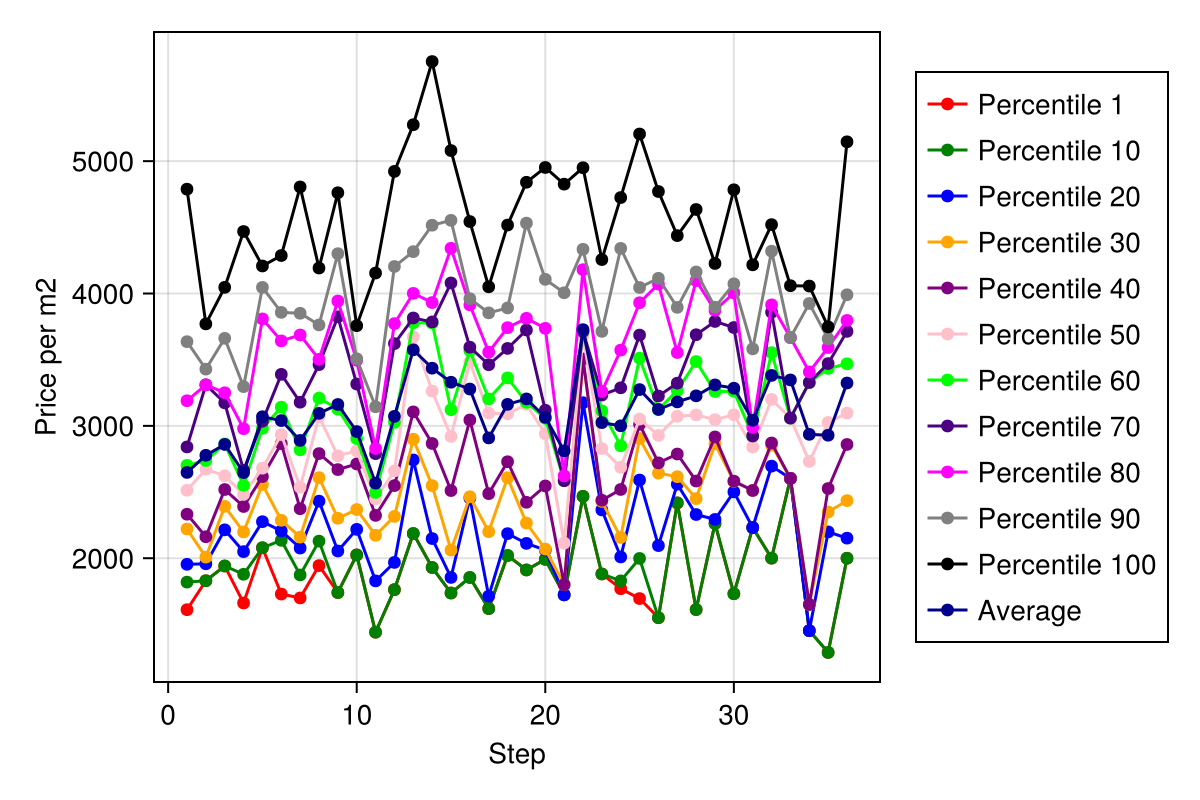 5000
4000
3000
2000
Price per m2
0 10 20 30
Step
Percentile 1
Percentile 10
Percentile 20
Percentile 30
Percentile 40
Percentile 50
Percentile 60
Percentile 70
Percentile 80
Percentile 90
Percentile 100
Average